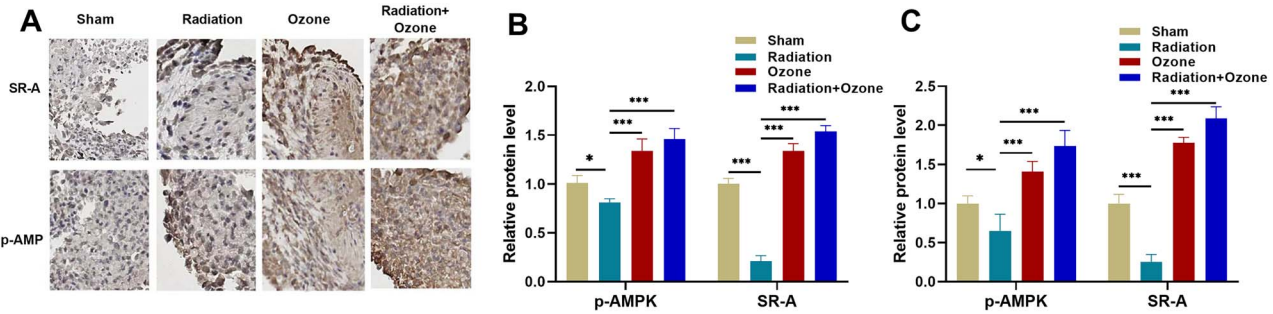 A
Sham
Radiation
Ozone
Radiation+
Ozone
SR-A
p-AMP
B
Sham
Radiation
Ozone
Radiation+Ozone
Relative protein level
2.0
1.5
1.0
0.5
0.0
*
***
***
***
***
***
p-AMPK
SR-A
C
Sham
Radiation
Ozone
Radiation+Ozone
Relative protein level
2.5
2.0
1.5
1.0
0.5
0.0
*
***
***
***
***
***
p-AMPK
SR-A